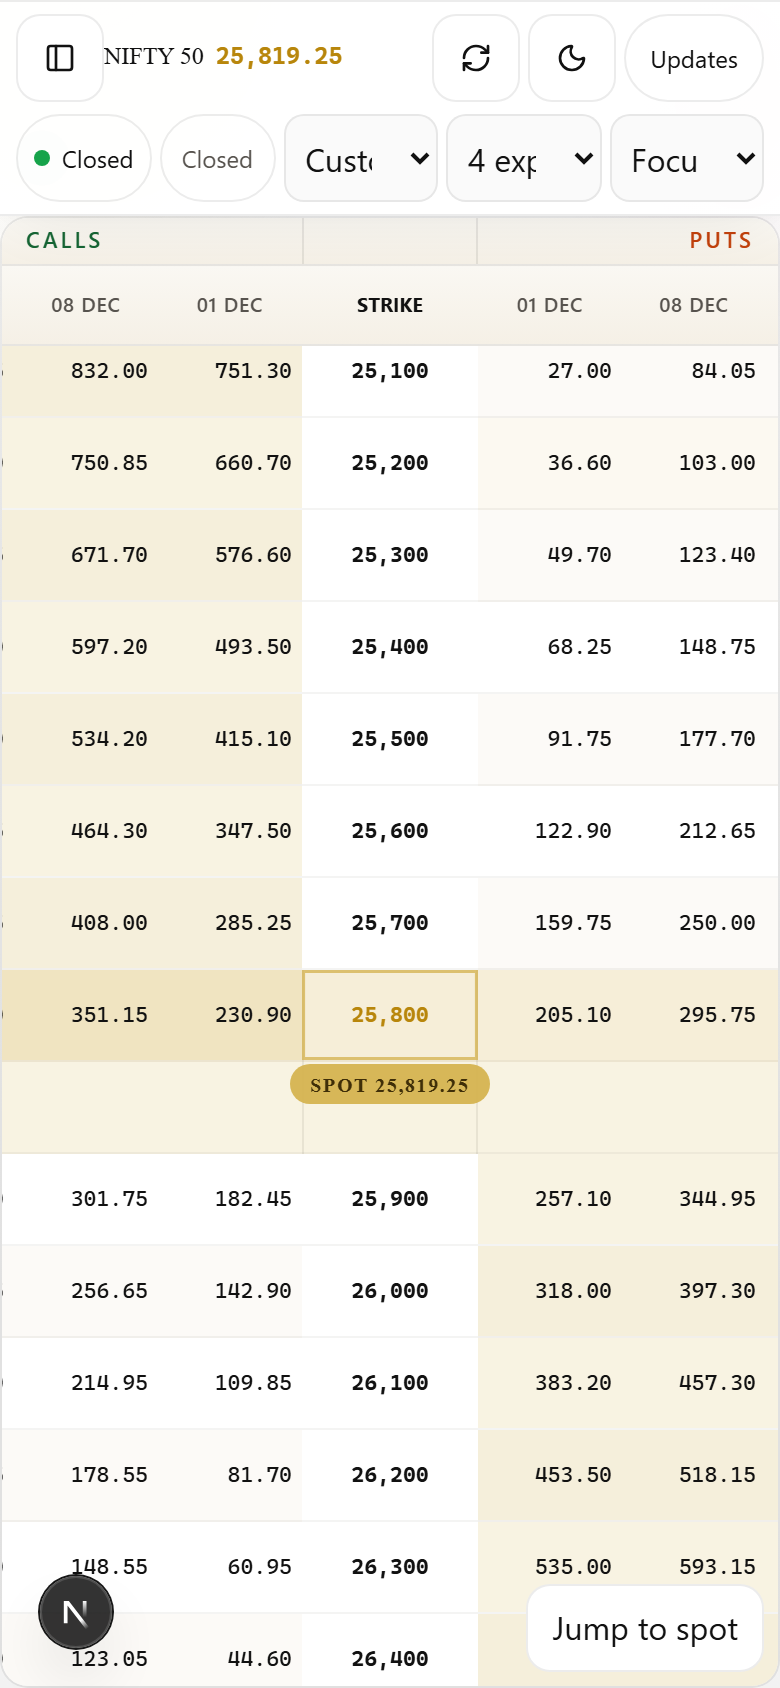 NIFTY 50 25,819.25 Updates
Closed Closed Custo 4 exp Focu
CALLS PUTS
08 DEC 01 DEC STRIKE 01 DEC 08 DEC
832.00 751.30 25,100 27.00 84.05
750.85 660.70 25,200 36.60 103.00
671.70 576.60 25,300 49.70 123.40
597.20 493.50 25,400 68.25 148.75
534.20 415.10 25,500 91.75 177.70
464.30 347.50 25,600 122.90 212.65
408.00 285.25 25,700 159.75 250.00
351.15 230.90 25,800 205.10 295.75
SPOT 25,819.25
301.75 182.45 25,900 257.10 344.95
256.65 142.90 26,000 318.00 397.30
214.95 109.85 26,100 383.20 457.30
178.55 81.70 26,200 453.50 518.15
148.55 60.95 26,300 535.00 593.15
N Jump to spot
123.05 44.60 26,400